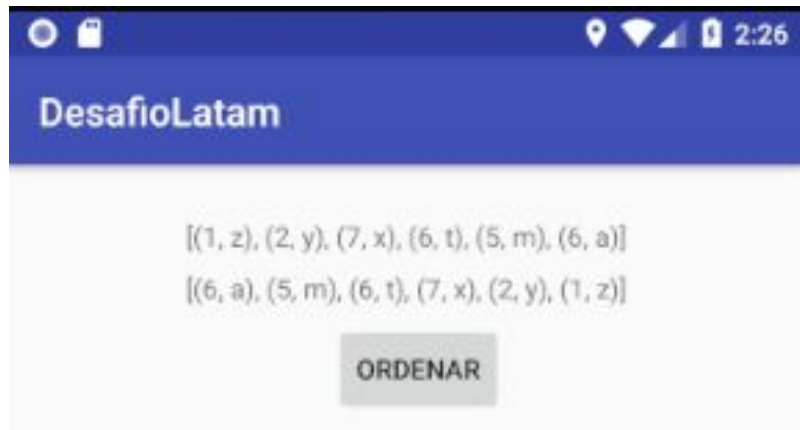 2:26
DesafioLatam
[(1, z), (2, y), (7, x), (6, t), (5, m), (6, a)]
[(6, a), (5, m), (6, t), (7, x), (2, y), (1, z)]
ORDENAR